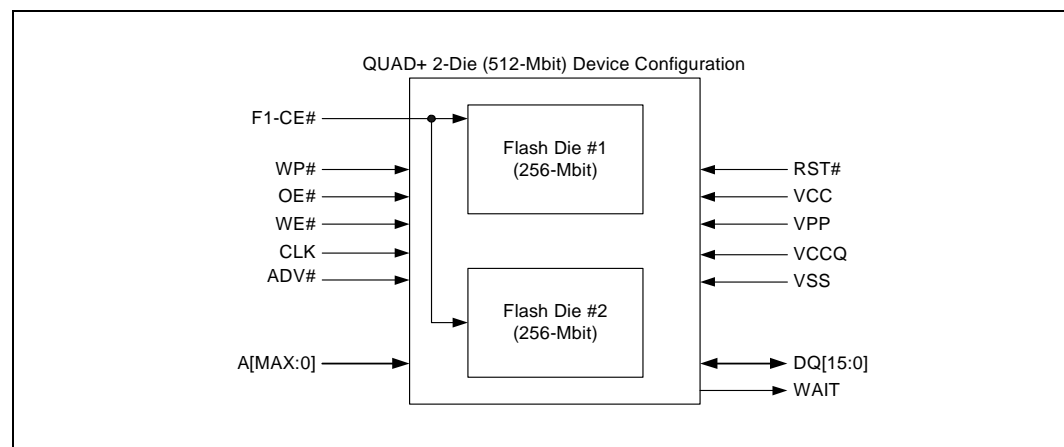 QUAD+ 2-Die (512-Mbit) Device Configuration
F1-CE#
WP#
OE#
WE#
CLK
ADV#
A[MAX:0]
Flash Die #1
(256-Mbit)
Flash Die #2
(256-Mbit)
RST#
VCC
VPP
VCCQ
VSS
DQ[15:0]
WAIT